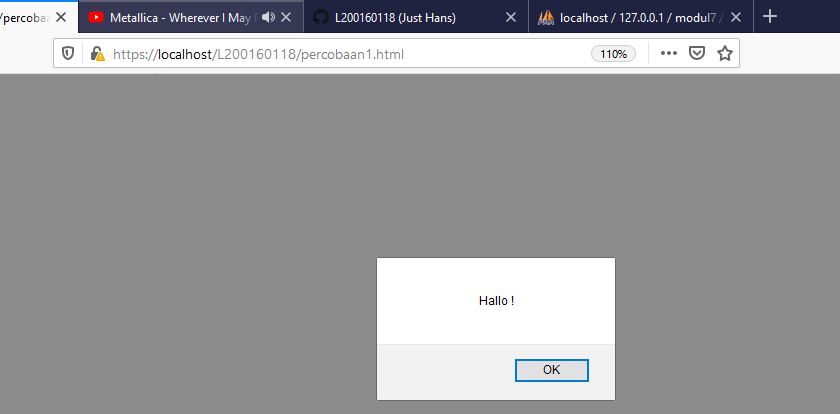 /percobaa
Metallica - Wherever I May
L200160118 (Just Hans)
localhost / 127.0.0.1 / modul7 /
https://localhost/L200160118/percobaan1.html
110%
Hallo !
OK